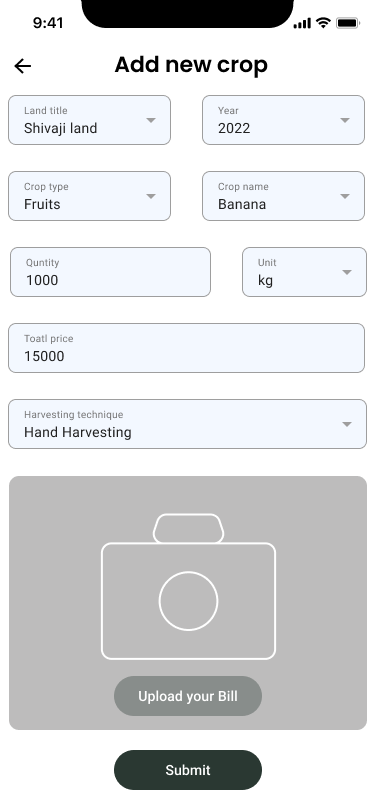 9:41
Add new crop
Land title
Shivaji land
Year
2022
Crop type
Fruits
Crop name
Banana
Quntity
1000
Unit
kg
Toatl price
15000
Harvesting technique
Hand Harvesting
Upload your Bill
Submit